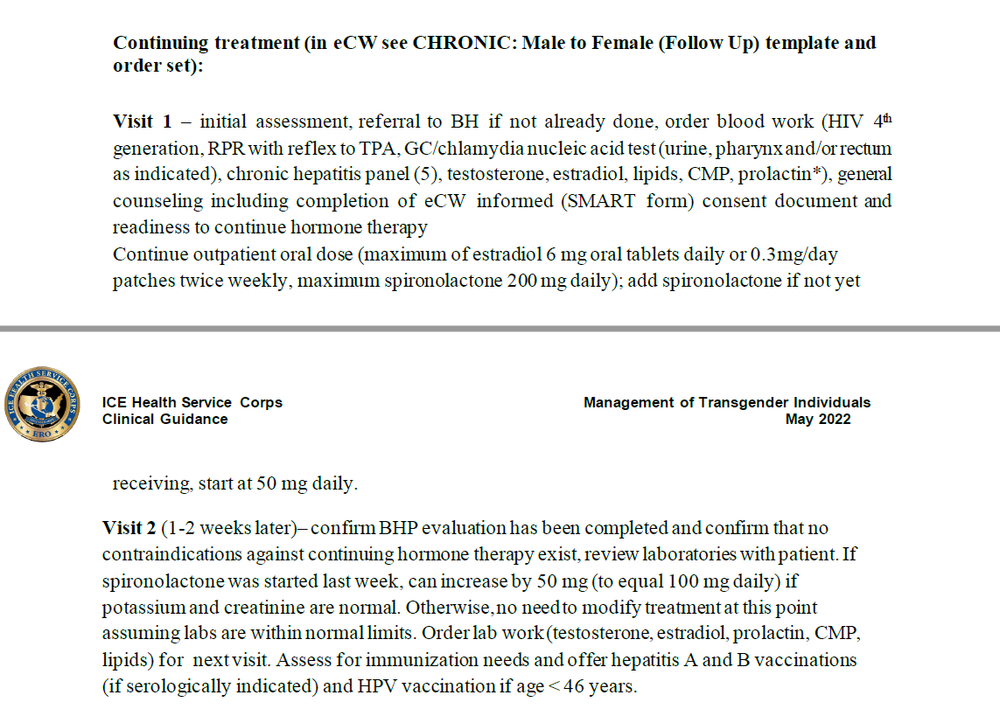 Continuing treatment (in eCW see CHRONIC: Male to Female (Follow Up) template and
order set):
Visit 1 – initial assessment, referral to BH if not already done, order blood work (HIV 4th
generation, RPR with reflex to TPA, GC/chlamydia nucleic acid test (urine, pharynx and/or rectum
as indicated), chronic hepatitis panel (5), testosterone, estradiol, lipids, CMP, prolactin*), general
counseling including completion of eCW informed (SMART form) consent document and
readiness to continue hormone therapy
Continue outpatient oral dose (maximum of estradiol 6 mg oral tablets daily or 0.3mg/day
patches twice weekly, maximum spironolactone 200 mg daily); add spironolactone if not yet
ICE HEALTH SERVICE CORPS
ERO
ICE Health Service Corps
Clinical Guidance
Management of Transgender Individuals
May 2022
receiving, start at 50 mg daily.
Visit 2 (1-2 weeks later)– confirm BHP evaluation has been completed and confirm that no
contraindications against continuing hormone therapy exist, review laboratories with patient. If
spironolactone was started last week, can increase by 50 mg (to equal 100 mg daily) if
potassium and creatinine are normal. Otherwise, no need to modify treatment at this point
assuming labs are within normal limits. Order lab work (testosterone, estradiol, prolactin, CMP,
lipids) for next visit. Assess for immunization needs and offer hepatitis A and B vaccinations
(if serologically indicated) and HPV vaccination if age < 46 years.